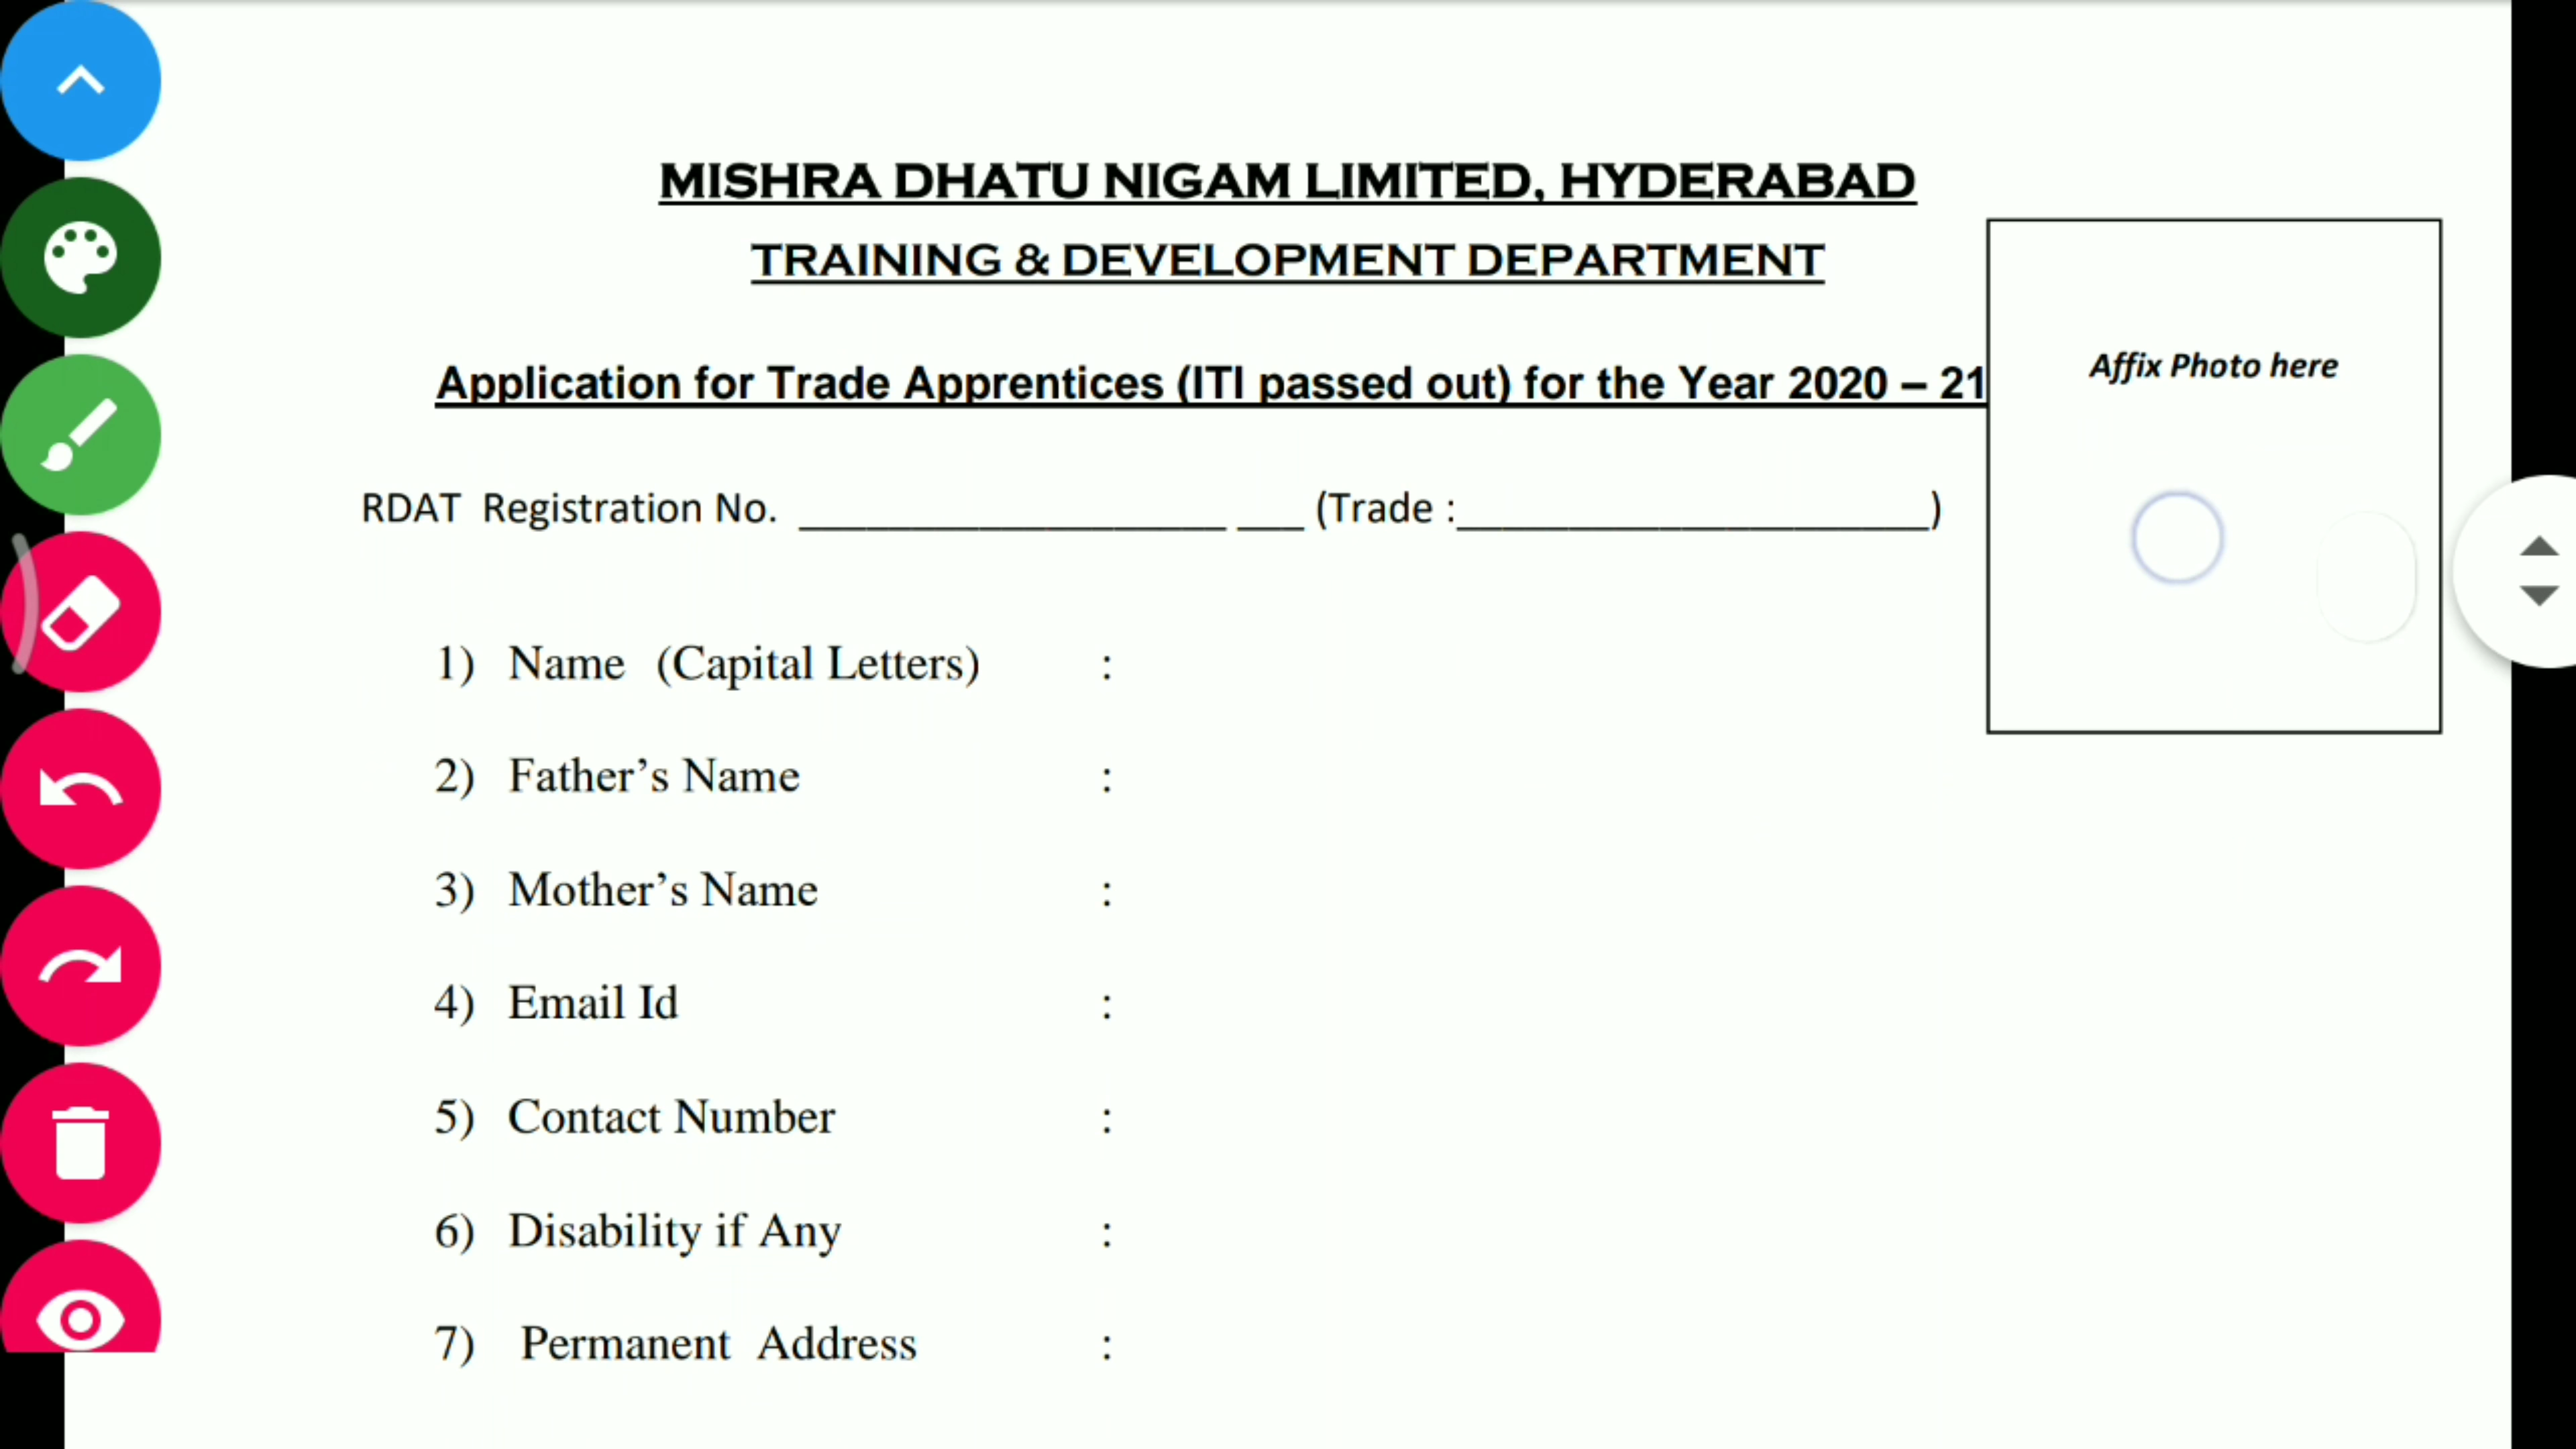 MISHRA DHATU NIGAM LIMITED, HYDERABAD
TRAINING & DEVELOPMENT DEPARTMENT
Application for Trade Apprentices (ITI passed out) for the Year 2020 – 21
Affix Photo here
RDAT Registration No. ___________________ ___ (Trade :_____________________)
1) Name (Capital Letters) :
2) Father’s Name :
3) Mother’s Name :
4) Email Id :
5) Contact Number :
6) Disability if Any :
7) Permanent Address :